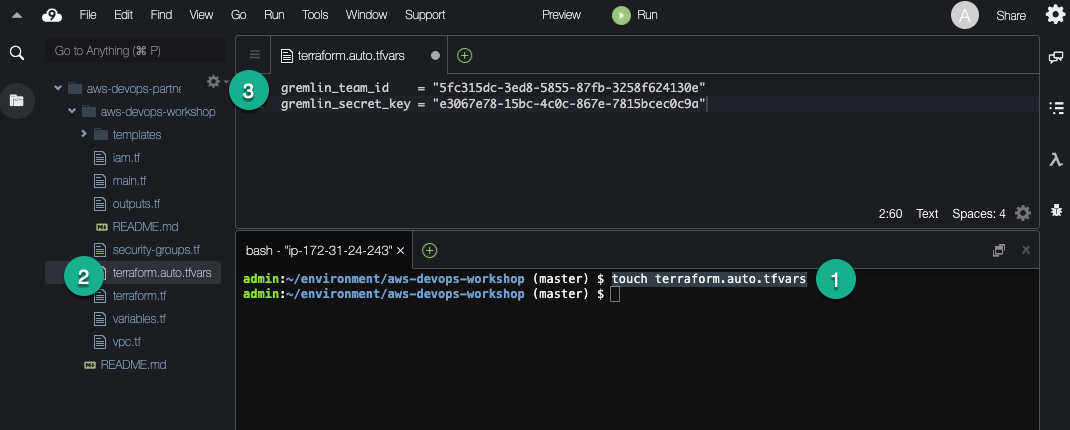 File Edit Find View Go Run Tools Window Support Preview Run A Share
9
Go to Anything (⌘ P)
aws-devops-partne
aws-devops-workshop
templates
iam.tf
main.tf
outputs.tf
README.md
security-groups.tf
2
terraform.auto.tfvars
terraform.tf
variables.tf
vpc.tf
README.md
terraform.auto.tfvars
3
gremlin_team_id = "5fc315dc-3ed8-5855-87fb-3258f624130e"
gremlin_secret_key = "e3067e78-15bc-4c0c-867e-7815bcec0c9a"
2:60 Text Spaces: 4
bash - "ip-172-31-24-243" ×
admin:~/environment/aws-devops-workshop (master) $ touch terraform.auto.tfvars
1
admin:~/environment/aws-devops-workshop (master) $